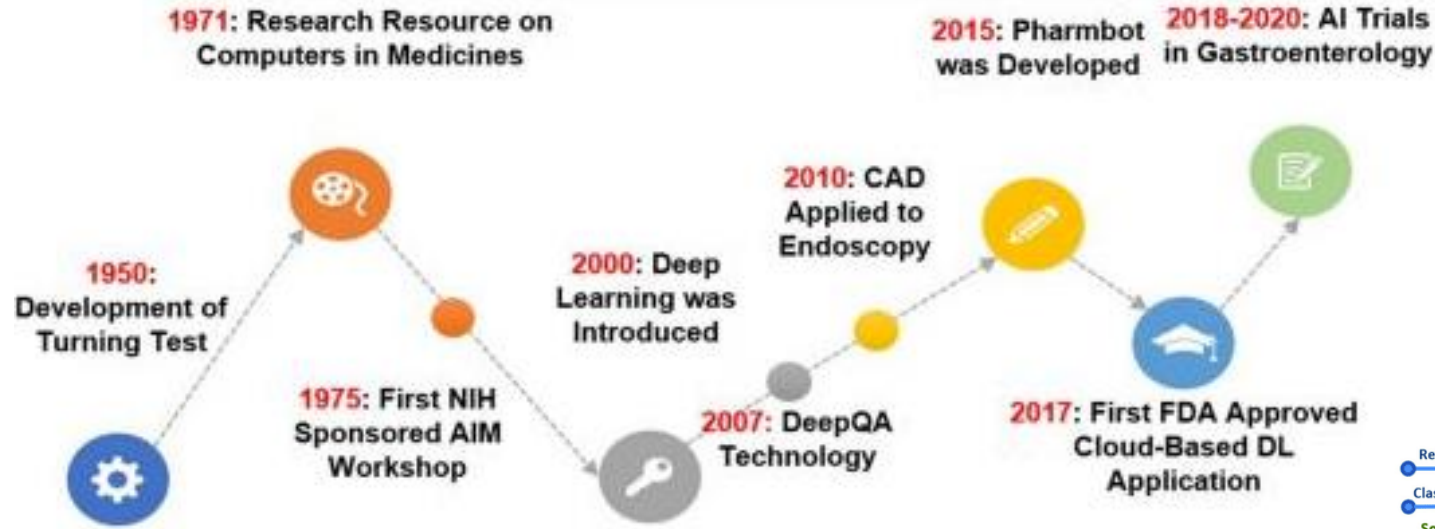 1971: Research Resource on
Computers in Medicines
2015: Pharmbot
was Developed
2018-2020: AI Trials
in Gastroenterology
2010: CAD
Applied to
Endoscopy
1950:
Development of
Turning Test
2000: Deep
Learning was
Introduced
1975: First NIH
Sponsored AIM
Workshop
2007: DeepQA
Technology
2017: First FDA Approved
Cloud-Based DL
Application